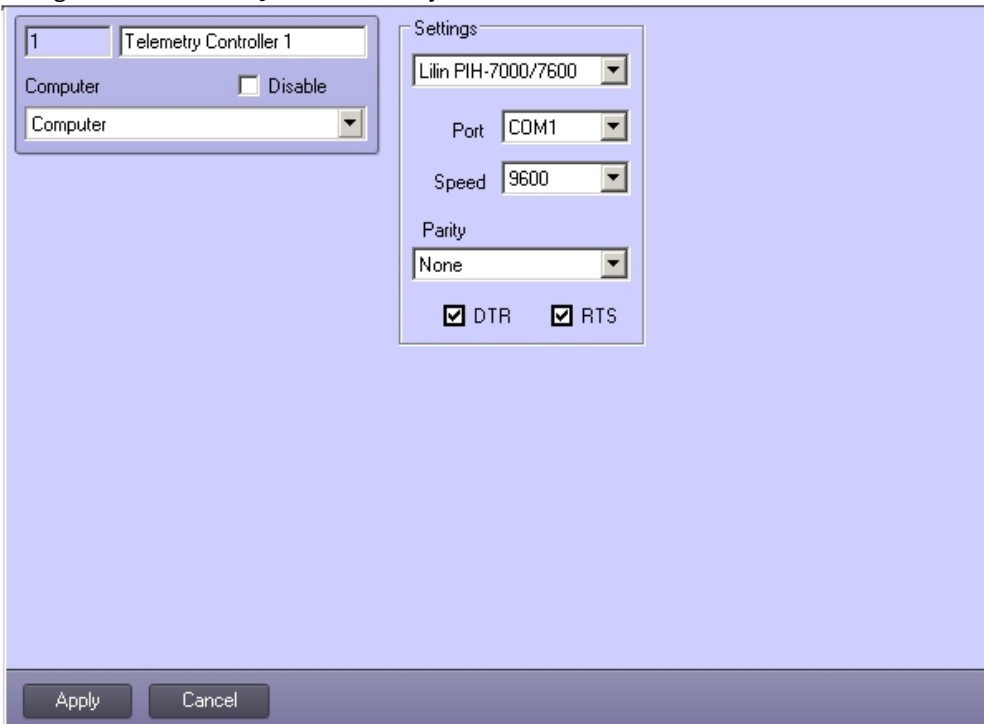 1 Telemetry Controller 1
Computer Disable
Computer
Settings
Lilin PIH-7000/7600
Port COM1
Speed 9600
Parity
None
DTR RTS
Apply Cancel